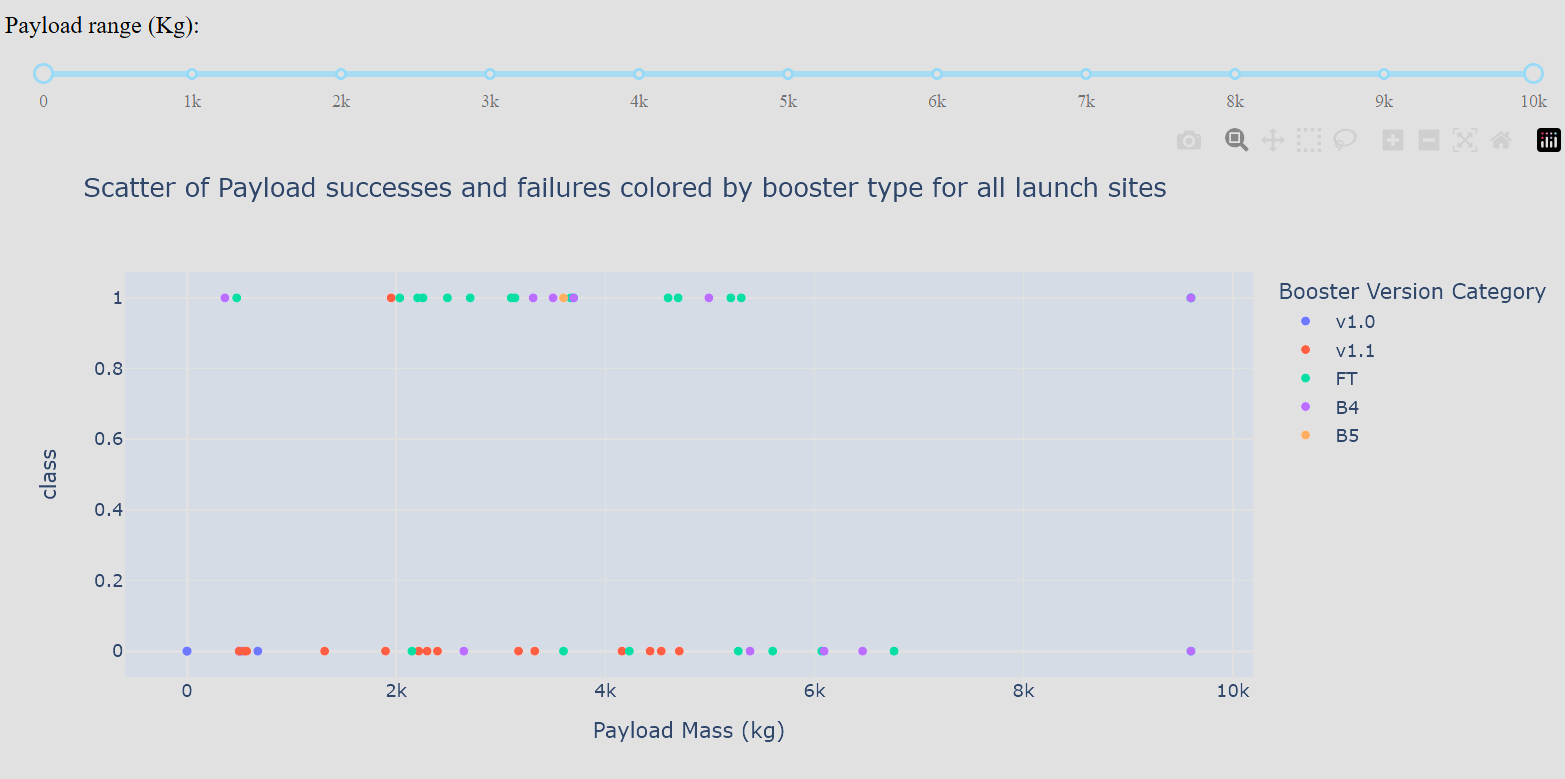 Payload range (Kg):
0 1k 2k 3k 4k 5k 6k 7k 8k 9k 10k
Scatter of Payload successes and failures colored by booster type for all launch sites
1
0.8
0.6
0.4
0.2
0
class
0 2k 4k 6k 8k 10k
Payload Mass (kg)
Booster Version Category
v1.0
v1.1
FT
B4
B5